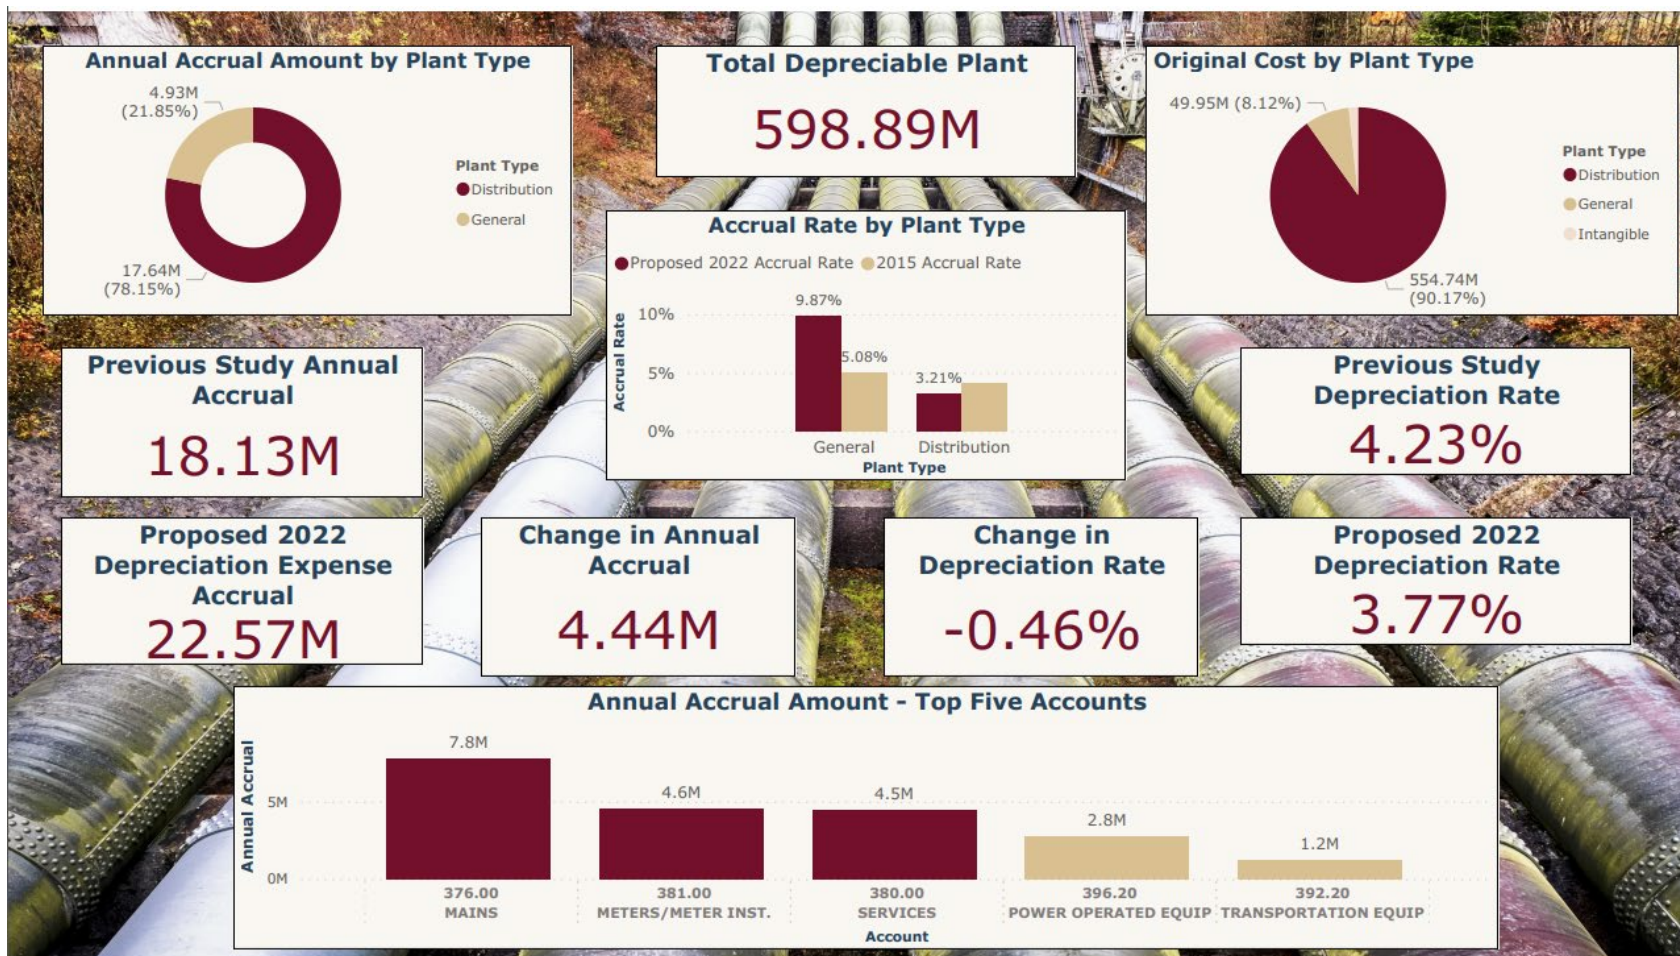 Annual Accrual Amount by Plant Type
4.93M
(21.85%)
17.64M
(78.15%)
Plant Type
Distribution
General
Total Depreciable Plant
598.89M
Original Cost by Plant Type
49.95M (8.12%)
554.74M
(90.17%)
Plant Type
Distribution
General
Intangible
Accrual Rate by Plant Type
Proposed 2022 Accrual Rate
2015 Accrual Rate
Accrual Rate
10%
5%
0%
9.87%
5.08%
3.21%
General
Distribution
Plant Type
Previous Study Annual
Accrual
18.13M
Previous Study
Depreciation Rate
4.23%
Proposed 2022
Depreciation Expense
Accrual
22.57M
Change in Annual
Accrual
4.44M
Change in
Depreciation Rate
-0.46%
Proposed 2022
Depreciation Rate
3.77%
Annual Accrual Amount - Top Five Accounts
Annual Accrual
5M
0M
7.8M
4.6M
4.5M
2.8M
1.2M
376.00
MAINS
381.00
METERS/METER INST.
380.00
SERVICES
396.20
POWER OPERATED EQUIP
392.20
TRANSPORTATION EQUIP
Account